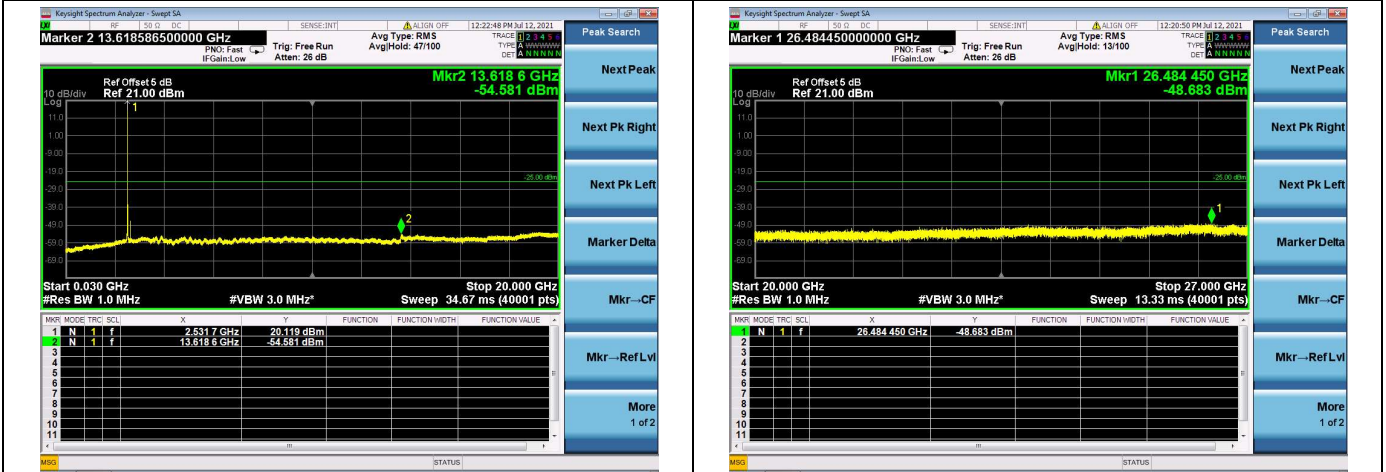 Keysight Spectrum Analyzer - Swept SA
LXI RF 50 Ω DC SENSE:INT ALIGN OFF 12:22:48 PM Jul 12, 2021
Marker 2 13.618586500000 GHz
PNO: Fast
IFGain:Low
Trig: Free Run
Atten: 26 dB
Avg Type: RMS
Avg|Hold: 47/100
TRACE 1 2 3 4 5 6
TYPE A WWWWW
DET A N N N N N
Peak Search
Ref Offset 5 dB
Ref 21.00 dBm
10 dB/div
Log
Mkr2 13.618 6 GHz
-54.581 dBm
11.0
1.00
-9.00
-19.0
-29.0
-39.0
-49.0
-59.0
-69.0
1
-25.00 dBm
2
Start 0.030 GHz
Stop 20.000 GHz
#Res BW 1.0 MHz
#VBW 3.0 MHz*
Sweep 34.67 ms (40001 pts)
MKR MODE TRC SCL X Y FUNCTION FUNCTION WIDTH FUNCTION VALUE
1 N 1 f 2.531 7 GHz 20.119 dBm
2 N 1 f 13.618 6 GHz -54.581 dBm
3
4
5
6
7
8
9
10
11
MSG
STATUS
Next Peak
Next Pk Right
Next Pk Left
Marker Delta
Mkr→CF
Mkr→Ref Lvl
More
1 of 2
Keysight Spectrum Analyzer - Swept SA
LXI RF 50 Ω DC SENSE:INT ALIGN OFF 12:20:50 PM Jul 12, 2021
Marker 1 26.484450000000 GHz
PNO: Fast
IFGain:Low
Trig: Free Run
Atten: 26 dB
Avg Type: RMS
Avg|Hold: 13/100
TRACE 1 2 3 4 5 6
TYPE A WWWWW
DET A N N N N N
Peak Search
Ref Offset 5 dB
Ref 21.00 dBm
10 dB/div
Log
Mkr1 26.484 450 GHz
-48.683 dBm
11.0
1.00
-9.00
-19.0
-29.0
-39.0
-49.0
-59.0
-69.0
-25.00 dBm
1
Start 20.000 GHz
Stop 27.000 GHz
#Res BW 1.0 MHz
#VBW 3.0 MHz*
Sweep 13.33 ms (40001 pts)
MKR MODE TRC SCL X Y FUNCTION FUNCTION WIDTH FUNCTION VALUE
1 N 1 f 26.484 450 GHz -48.683 dBm
2
3
4
5
6
7
8
9
10
11
MSG
STATUS
Next Peak
Next Pk Right
Next Pk Left
Marker Delta
Mkr→CF
Mkr→Ref Lvl
More
1 of 2